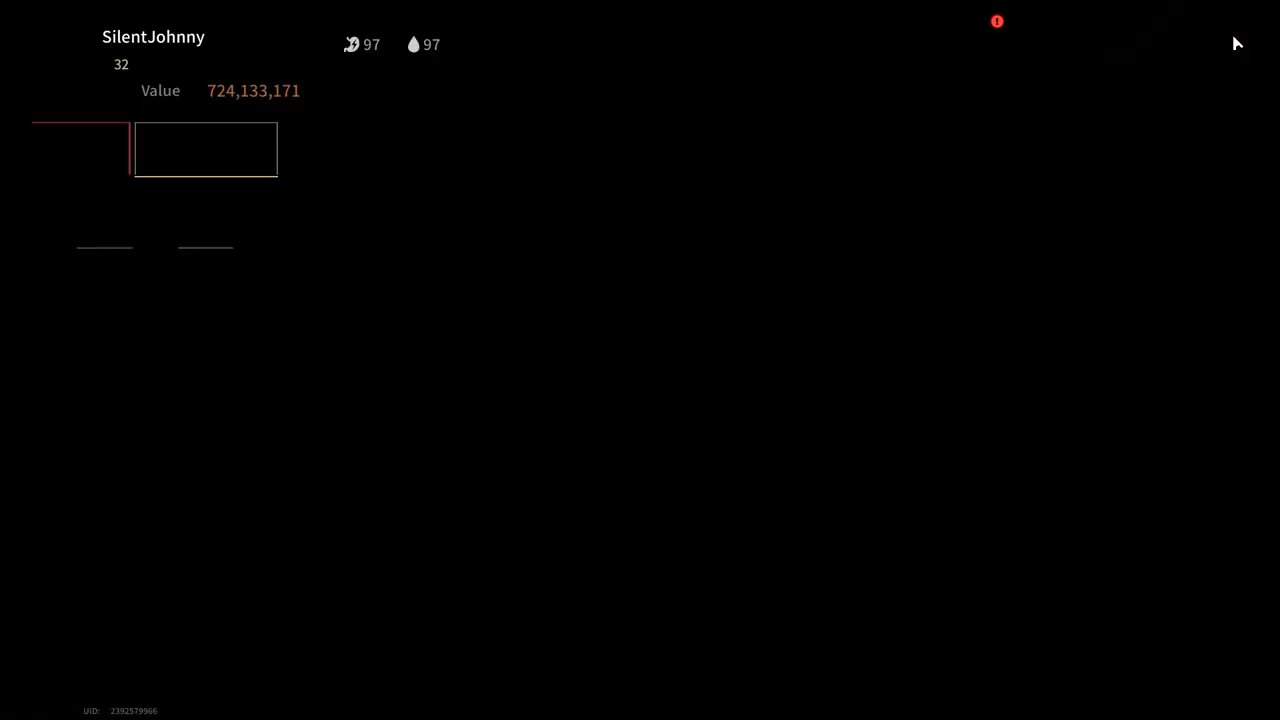 SilentJohnny
97 97
32
Value 724,133,171
UID: 2392579966